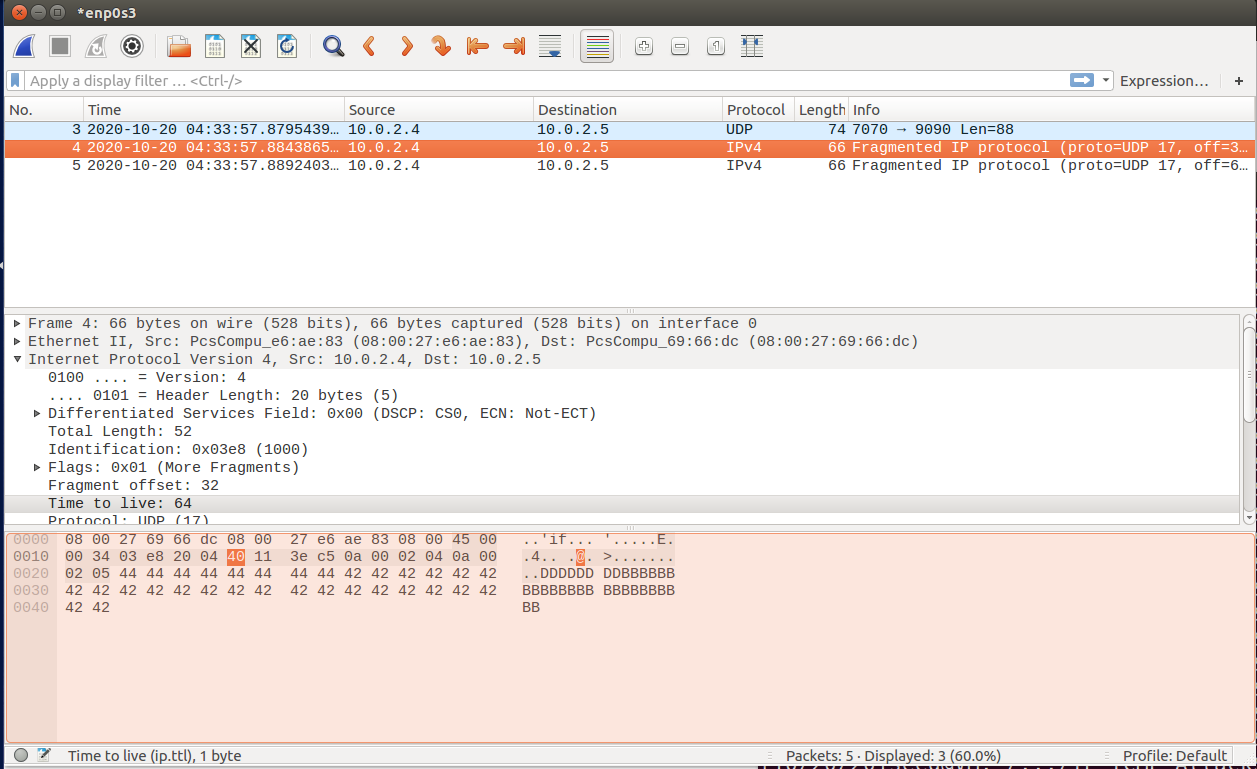 *enp0s3
Apply a display filter … <Ctrl-/> Expression… +
No. Time Source Destination Protocol Length Info
3 2020-10-20 04:33:57.8795439… 10.0.2.4 10.0.2.5 UDP 74 7070 → 9090 Len=88
4 2020-10-20 04:33:57.8843865… 10.0.2.4 10.0.2.5 IPv4 66 Fragmented IP protocol (proto=UDP 17, off=3…
5 2020-10-20 04:33:57.8892403… 10.0.2.4 10.0.2.5 IPv4 66 Fragmented IP protocol (proto=UDP 17, off=6…
Frame 4: 66 bytes on wire (528 bits), 66 bytes captured (528 bits) on interface 0
Ethernet II, Src: PcsCompu_e6:ae:83 (08:00:27:e6:ae:83), Dst: PcsCompu_69:66:dc (08:00:27:69:66:dc)
Internet Protocol Version 4, Src: 10.0.2.4, Dst: 10.0.2.5
0100 .... = Version: 4
.... 0101 = Header Length: 20 bytes (5)
Differentiated Services Field: 0x00 (DSCP: CS0, ECN: Not-ECT)
Total Length: 52
Identification: 0x03e8 (1000)
Flags: 0x01 (More Fragments)
Fragment offset: 32
Time to live: 64
Protocol: UDP (17)
0000 08 00 27 69 66 dc 08 00 27 e6 ae 83 08 00 45 00 ..'if... '.....E.
0010 00 34 03 e8 20 04 40 11 3e c5 0a 00 02 04 0a 00 .4.. .@. >.......
0020 02 05 44 44 44 44 44 44 44 44 42 42 42 42 42 42 ..DDDDDD DDBBBBBB
0030 42 42 42 42 42 42 42 42 42 42 42 42 42 42 42 42 BBBBBBBB BBBBBBBB
0040 42 42 BB
Time to live (ip.ttl), 1 byte Packets: 5 · Displayed: 3 (60.0%) Profile: Default